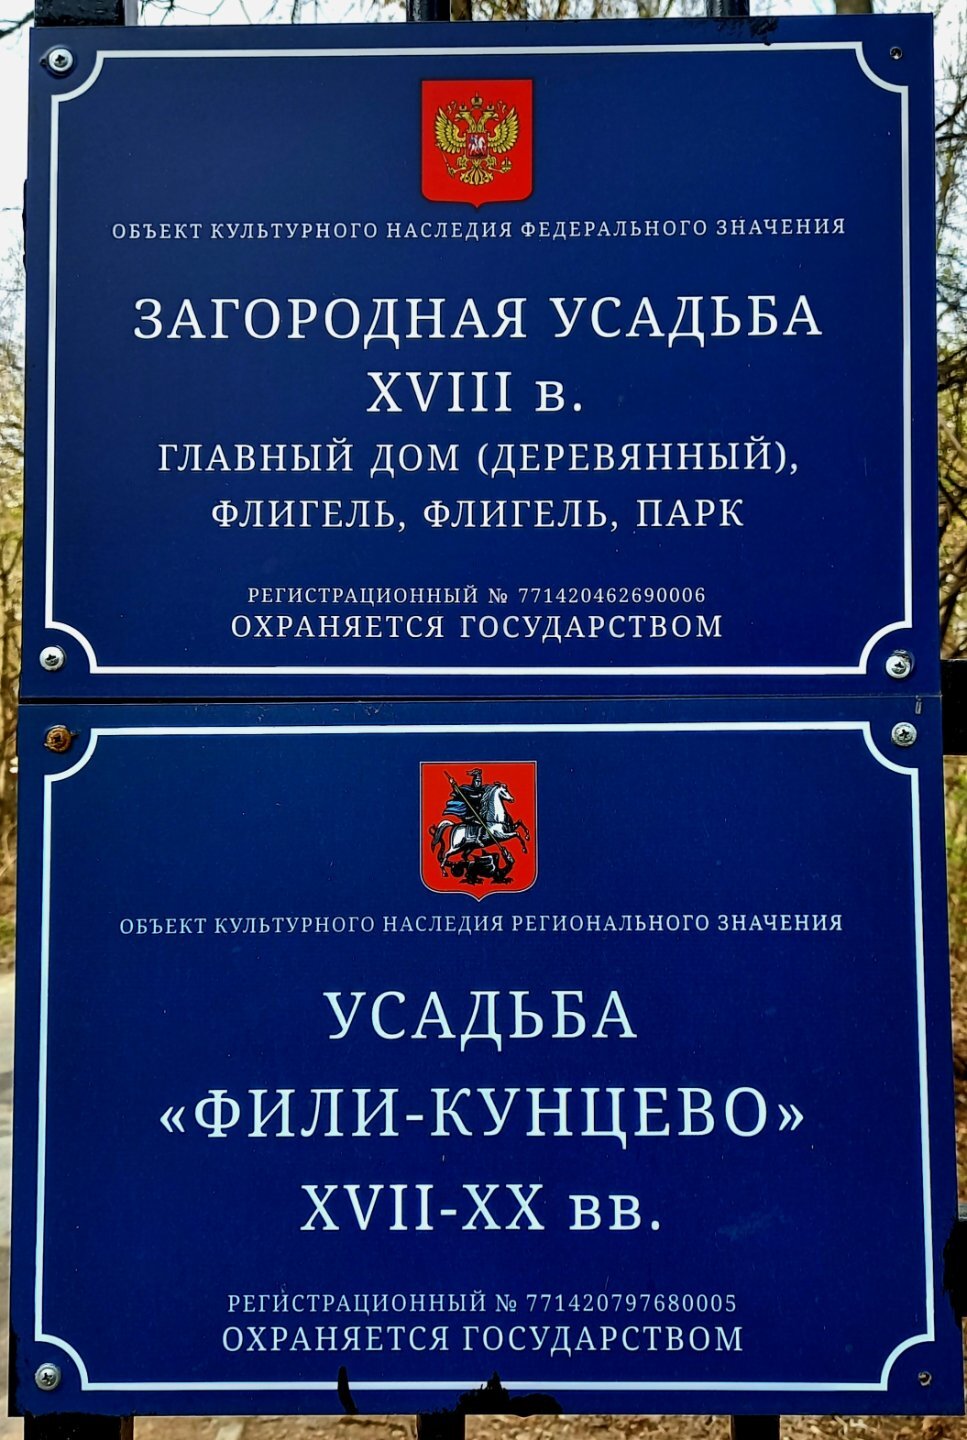 ОБЪЕКТ КУЛЬТУРНОГО НАСЛЕДИЯ ФЕДЕРАЛЬНОГО ЗНАЧЕНИЯ
ЗАГОРОДНАЯ УСАДЬБА
XVIII в.
ГЛАВНЫЙ ДОМ (ДЕРЕВЯННЫЙ),
ФЛИГЕЛЬ, ФЛИГЕЛЬ, ПАРК
РЕГИСТРАЦИОННЫЙ № 771420462690006
ОХРАНЯЕТСЯ ГОСУДАРСТВОМ
ОБЪЕКТ КУЛЬТУРНОГО НАСЛЕДИЯ РЕГИОНАЛЬНОГО ЗНАЧЕНИЯ
УСАДЬБА
«ФИЛИ-КУНЦЕВО»
XVII-XX вв.
РЕГИСТРАЦИОННЫЙ № 771420797680005
ОХРАНЯЕТСЯ ГОСУДАРСТВОМ